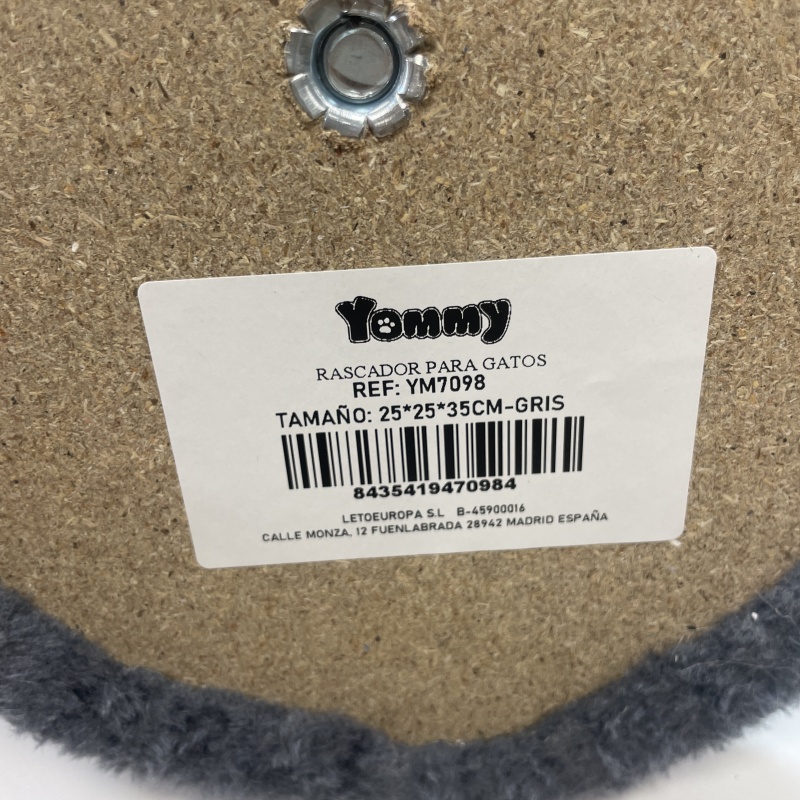 Yommy
RASCADOR PARA GATOS
REF: YM7098
TAMAÑO: 25*25*35CM-GRIS
8435419470984
LETOEUROPA S.L B-45900016
CALLE MONZA, 12 FUENLABRADA 28942 MADRID ESPAÑA